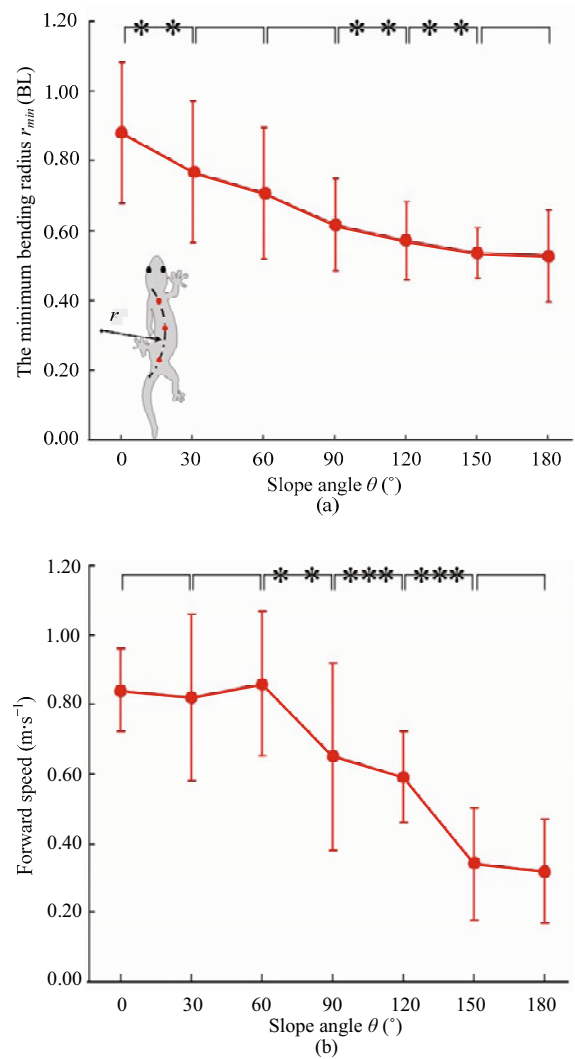 1.20
1.00
0.80
0.60
0.40
0.20
0.00
The minimum bending radius r_min (BL)
** ** **
r
0 30 60 90 120 150 180
Slope angle θ (°)
(a)
1.20
1.00
0.80
0.60
0.40
0.20
0.00
Forward speed (m·s⁻¹)
** *** ***
0 30 60 90 120 150 180
Slope angle θ (°)
(b)